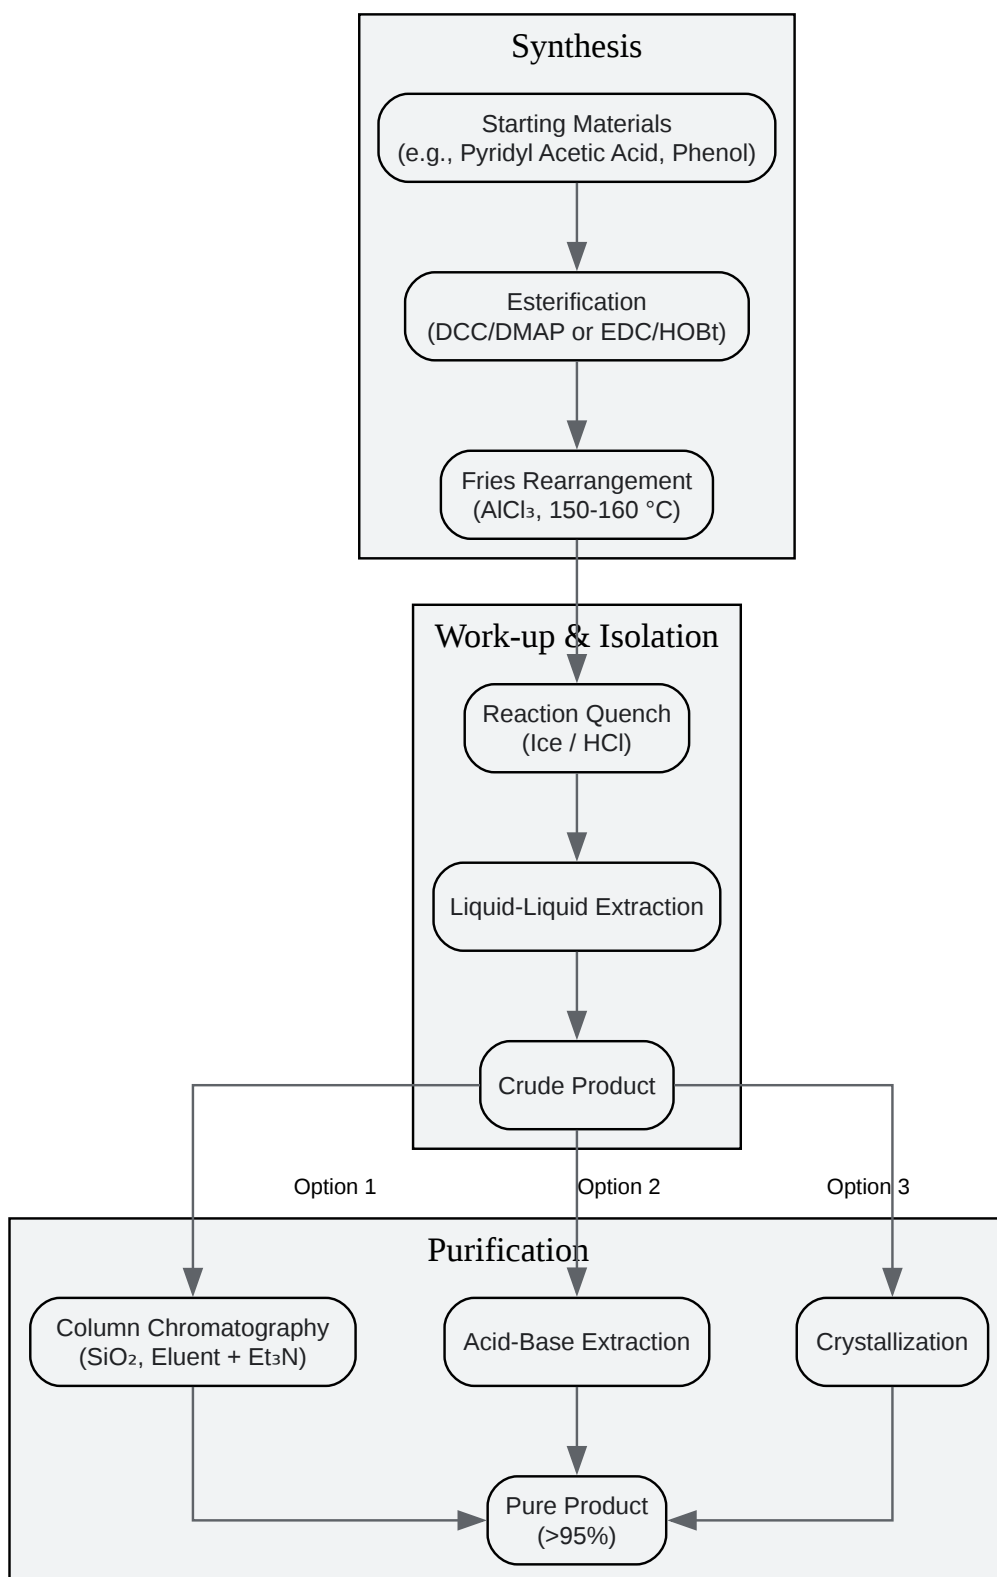 Synthesis
Starting Materials
(e.g., Pyridyl Acetic Acid, Phenol)
Esterification
(DCC/DMAP or EDC/HOBt)
Fries Rearrangement
(AlCl₃, 150-160 °C)
Work-up & Isolation
Reaction Quench
(Ice / HCl)
Liquid-Liquid Extraction
Crude Product
Option 1
Option 2
Option 3
Purification
Column Chromatography
(SiO₂, Eluent + Et₃N)
Acid-Base Extraction
Crystallization
Pure Product
(>95%)